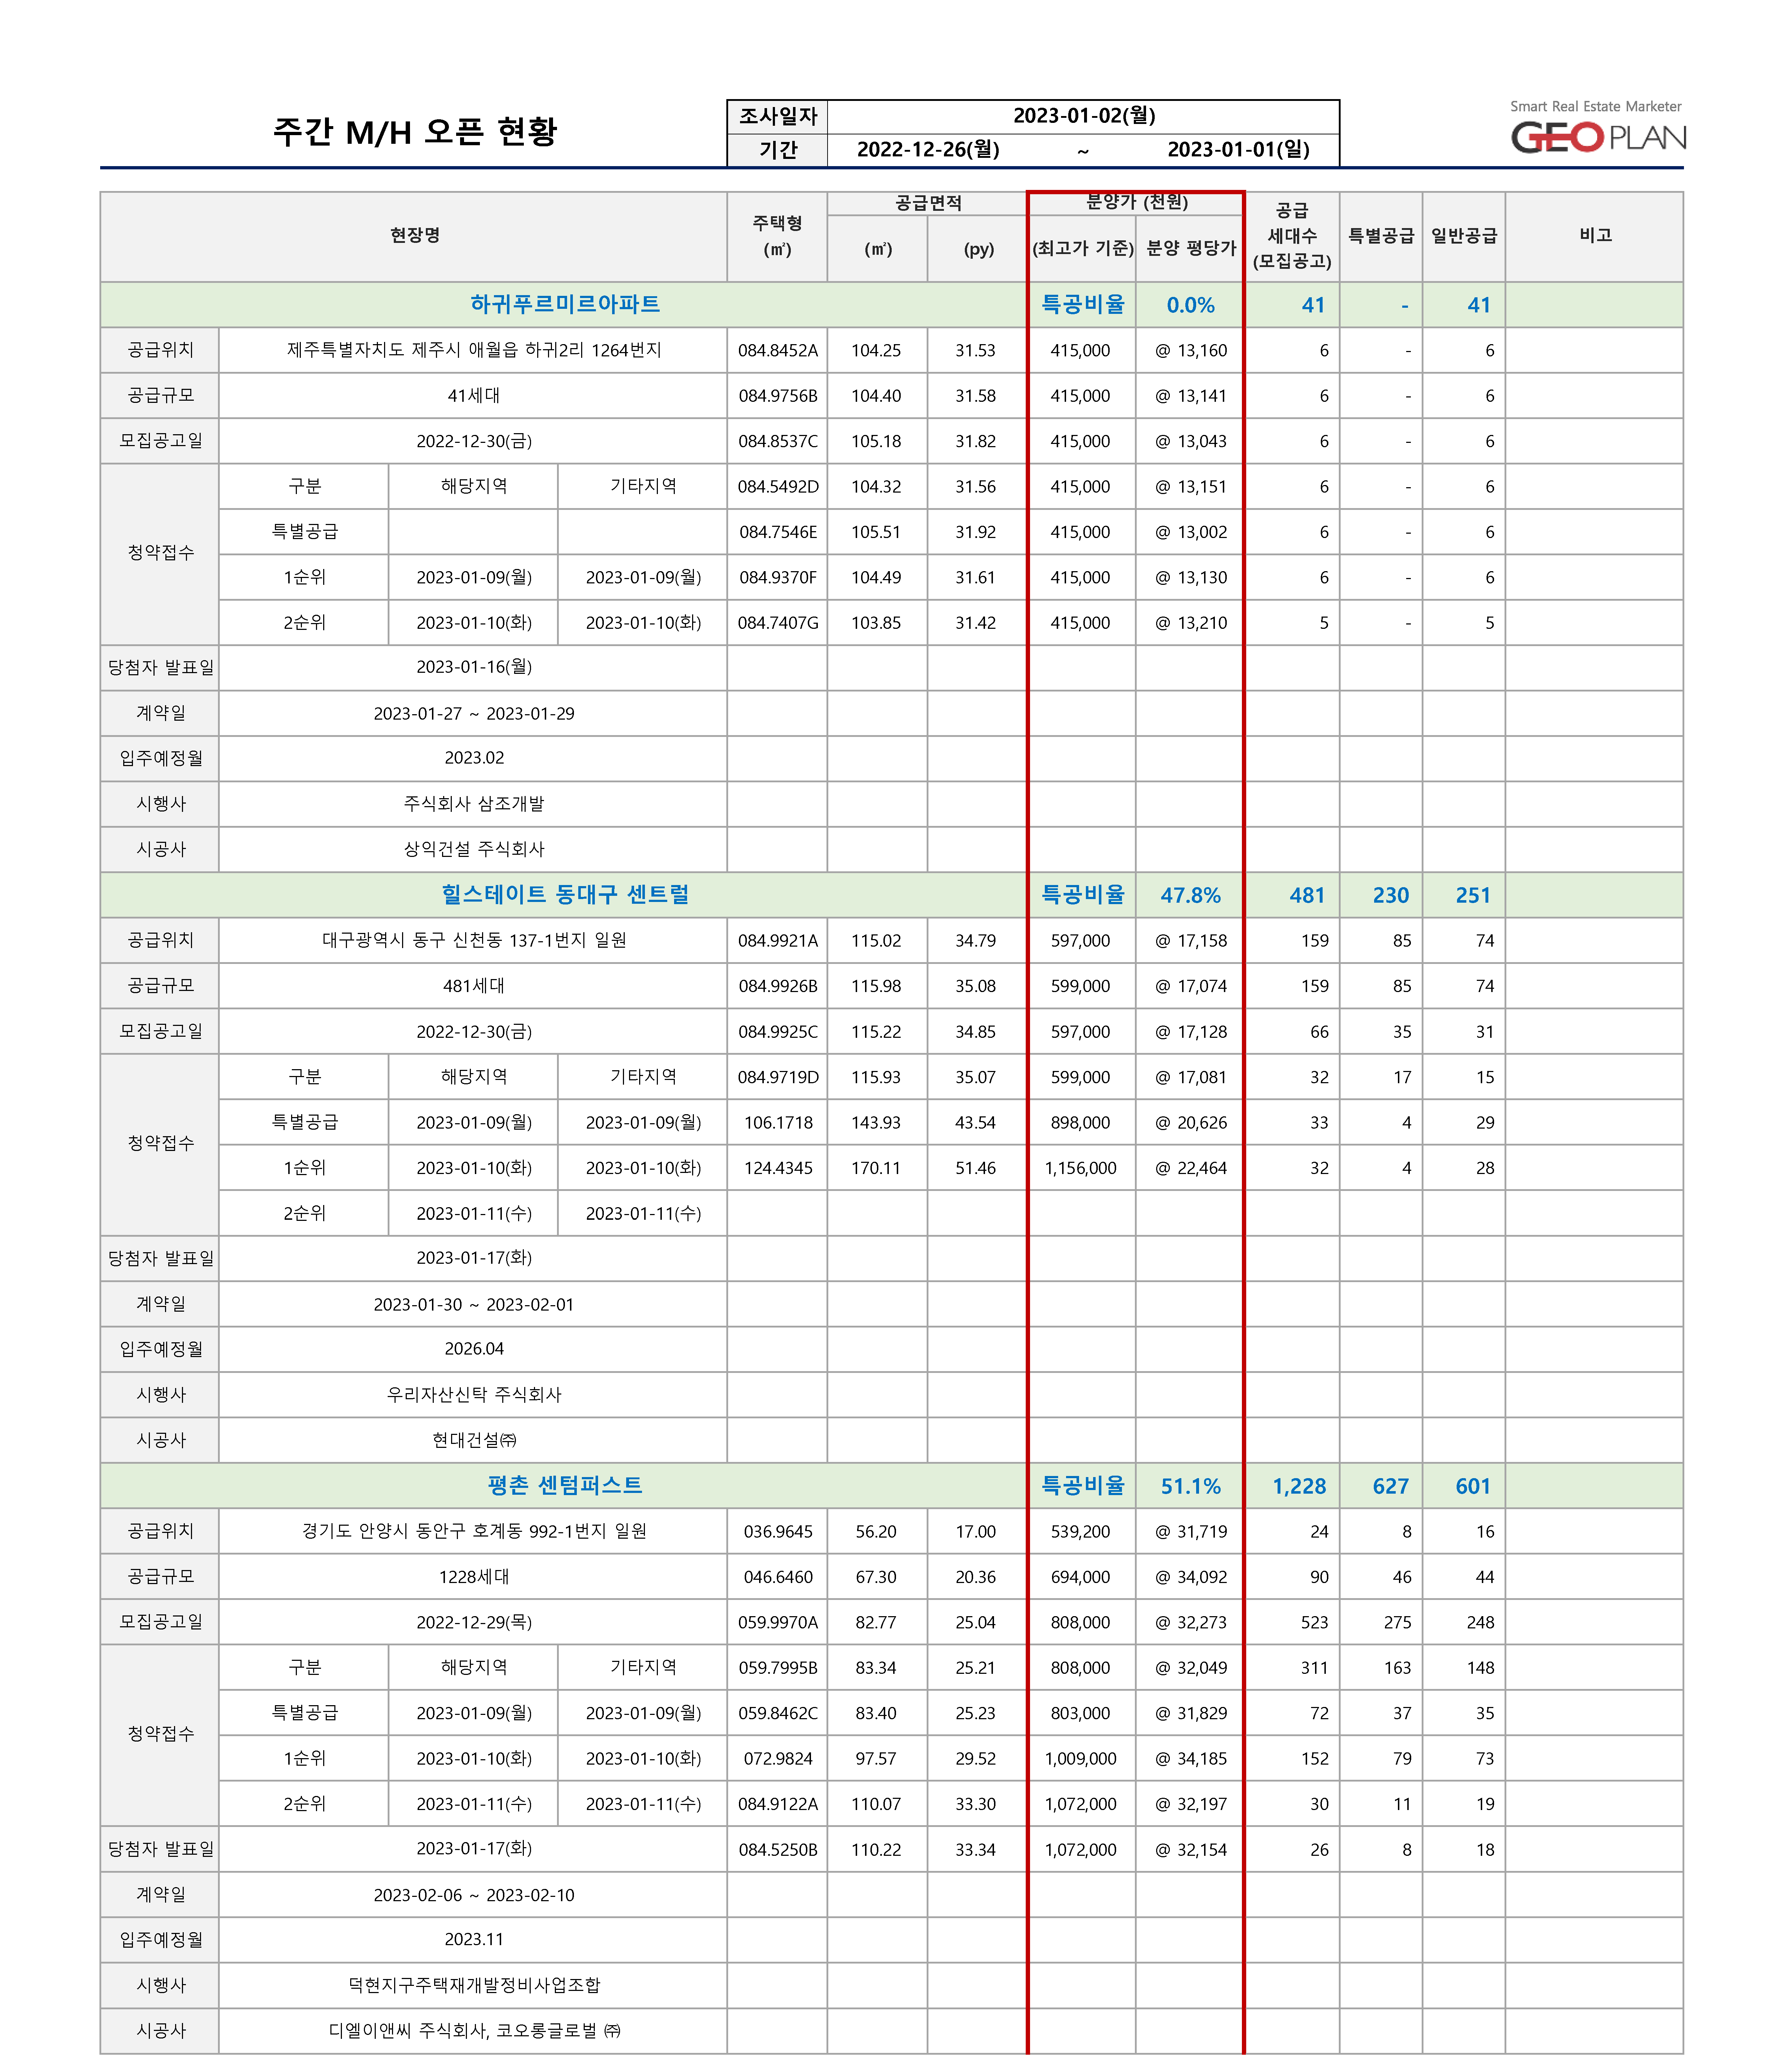 주간 M/H 오픈 현황
조사일자 2023-01-02(월)
기간 2022-12-26(월) ~ 2023-01-01(일)
Smart Real Estate Marketer
GEO PLAN
현장명 주택형 (㎡) 공급면적 (㎡) (py) 분양가 (천원) (최고가 기준) 분양 평당가 공급 세대수 (모집공고) 특별공급 일반공급 비고
하귀푸르미르아파트 특공비율 0.0% 41 - 41
공급위치 제주특별자치도 제주시 애월읍 하귀2리 1264번지 084.8452A 104.25 31.53 415,000 @ 13,160 6 - 6
공급규모 41세대 084.9756B 104.40 31.58 415,000 @ 13,141 6 - 6
모집공고일 2022-12-30(금) 084.8537C 105.18 31.82 415,000 @ 13,043 6 - 6
청약접수 구분 해당지역 기타지역 084.5492D 104.32 31.56 415,000 @ 13,151 6 - 6
특별공급 084.7546E 105.51 31.92 415,000 @ 13,002 6 - 6
1순위 2023-01-09(월) 2023-01-09(월) 084.9370F 104.49 31.61 415,000 @ 13,130 6 - 6
2순위 2023-01-10(화) 2023-01-10(화) 084.7407G 103.85 31.42 415,000 @ 13,210 5 - 5
당첨자 발표일 2023-01-16(월)
계약일 2023-01-27 ~ 2023-01-29
입주예정월 2023.02
시행사 주식회사 삼조개발
시공사 상익건설 주식회사
힐스테이트 동대구 센트럴 특공비율 47.8% 481 230 251
공급위치 대구광역시 동구 신천동 137-1번지 일원 084.9921A 115.02 34.79 597,000 @ 17,158 159 85 74
공급규모 481세대 084.9926B 115.98 35.08 599,000 @ 17,074 159 85 74
모집공고일 2022-12-30(금) 084.9925C 115.22 34.85 597,000 @ 17,128 66 35 31
청약접수 구분 해당지역 기타지역 084.9719D 115.93 35.07 599,000 @ 17,081 32 17 15
특별공급 2023-01-09(월) 2023-01-09(월) 106.1718 143.93 43.54 898,000 @ 20,626 33 4 29
1순위 2023-01-10(화) 2023-01-10(화) 124.4345 170.11 51.46 1,156,000 @ 22,464 32 4 28
2순위 2023-01-11(수) 2023-01-11(수)
당첨자 발표일 2023-01-17(화)
계약일 2023-01-30 ~ 2023-02-01
입주예정월 2026.04
시행사 우리자산신탁 주식회사
시공사 현대건설㈜
평촌 센텀퍼스트 특공비율 51.1% 1,228 627 601
공급위치 경기도 안양시 동안구 호계동 992-1번지 일원 036.9645 56.20 17.00 539,200 @ 31,719 24 8 16
공급규모 1228세대 046.6460 67.30 20.36 694,000 @ 34,092 90 46 44
모집공고일 2022-12-29(목) 059.9970A 82.77 25.04 808,000 @ 32,273 523 275 248
청약접수 구분 해당지역 기타지역 059.7995B 83.34 25.21 808,000 @ 32,049 311 163 148
특별공급 2023-01-09(월) 2023-01-09(월) 059.8462C 83.40 25.23 803,000 @ 31,829 72 37 35
1순위 2023-01-10(화) 2023-01-10(화) 072.9824 97.57 29.52 1,009,000 @ 34,185 152 79 73
2순위 2023-01-11(수) 2023-01-11(수) 084.9122A 110.07 33.30 1,072,000 @ 32,197 30 11 19
당첨자 발표일 2023-01-17(화) 084.5250B 110.22 33.34 1,072,000 @ 32,154 26 8 18
계약일 2023-02-06 ~ 2023-02-10
입주예정월 2023.11
시행사 덕현지구주택재개발정비사업조합
시공사 디엘이앤씨 주식회사, 코오롱글로벌 ㈜